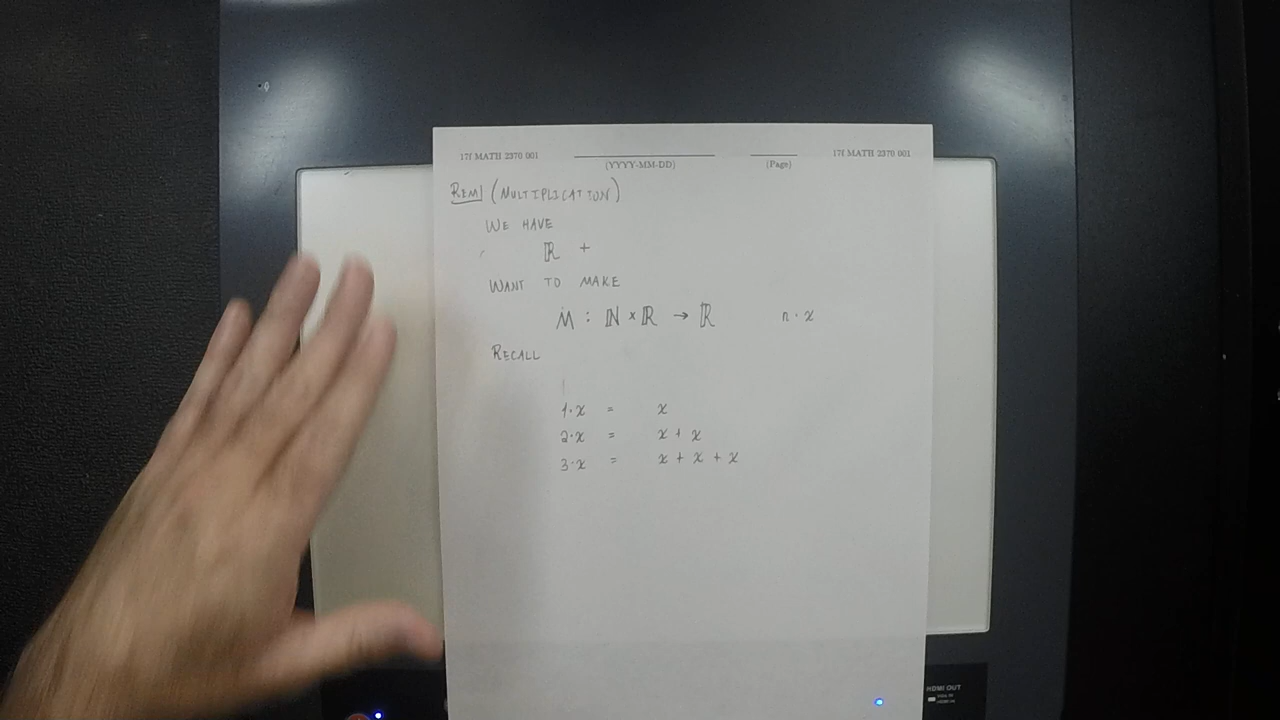 17f MATH 2370 001 (YYYY-MM-DD) (Page) 17f MATH 2370 001
REM (MULTIPLICATION)
WE HAVE
ℝ +
WANT TO MAKE
M : ℕ × ℝ → ℝ n · x
RECALL
1·x = x
2·x = x + x
3·x = x + x + x
HDMI OUT